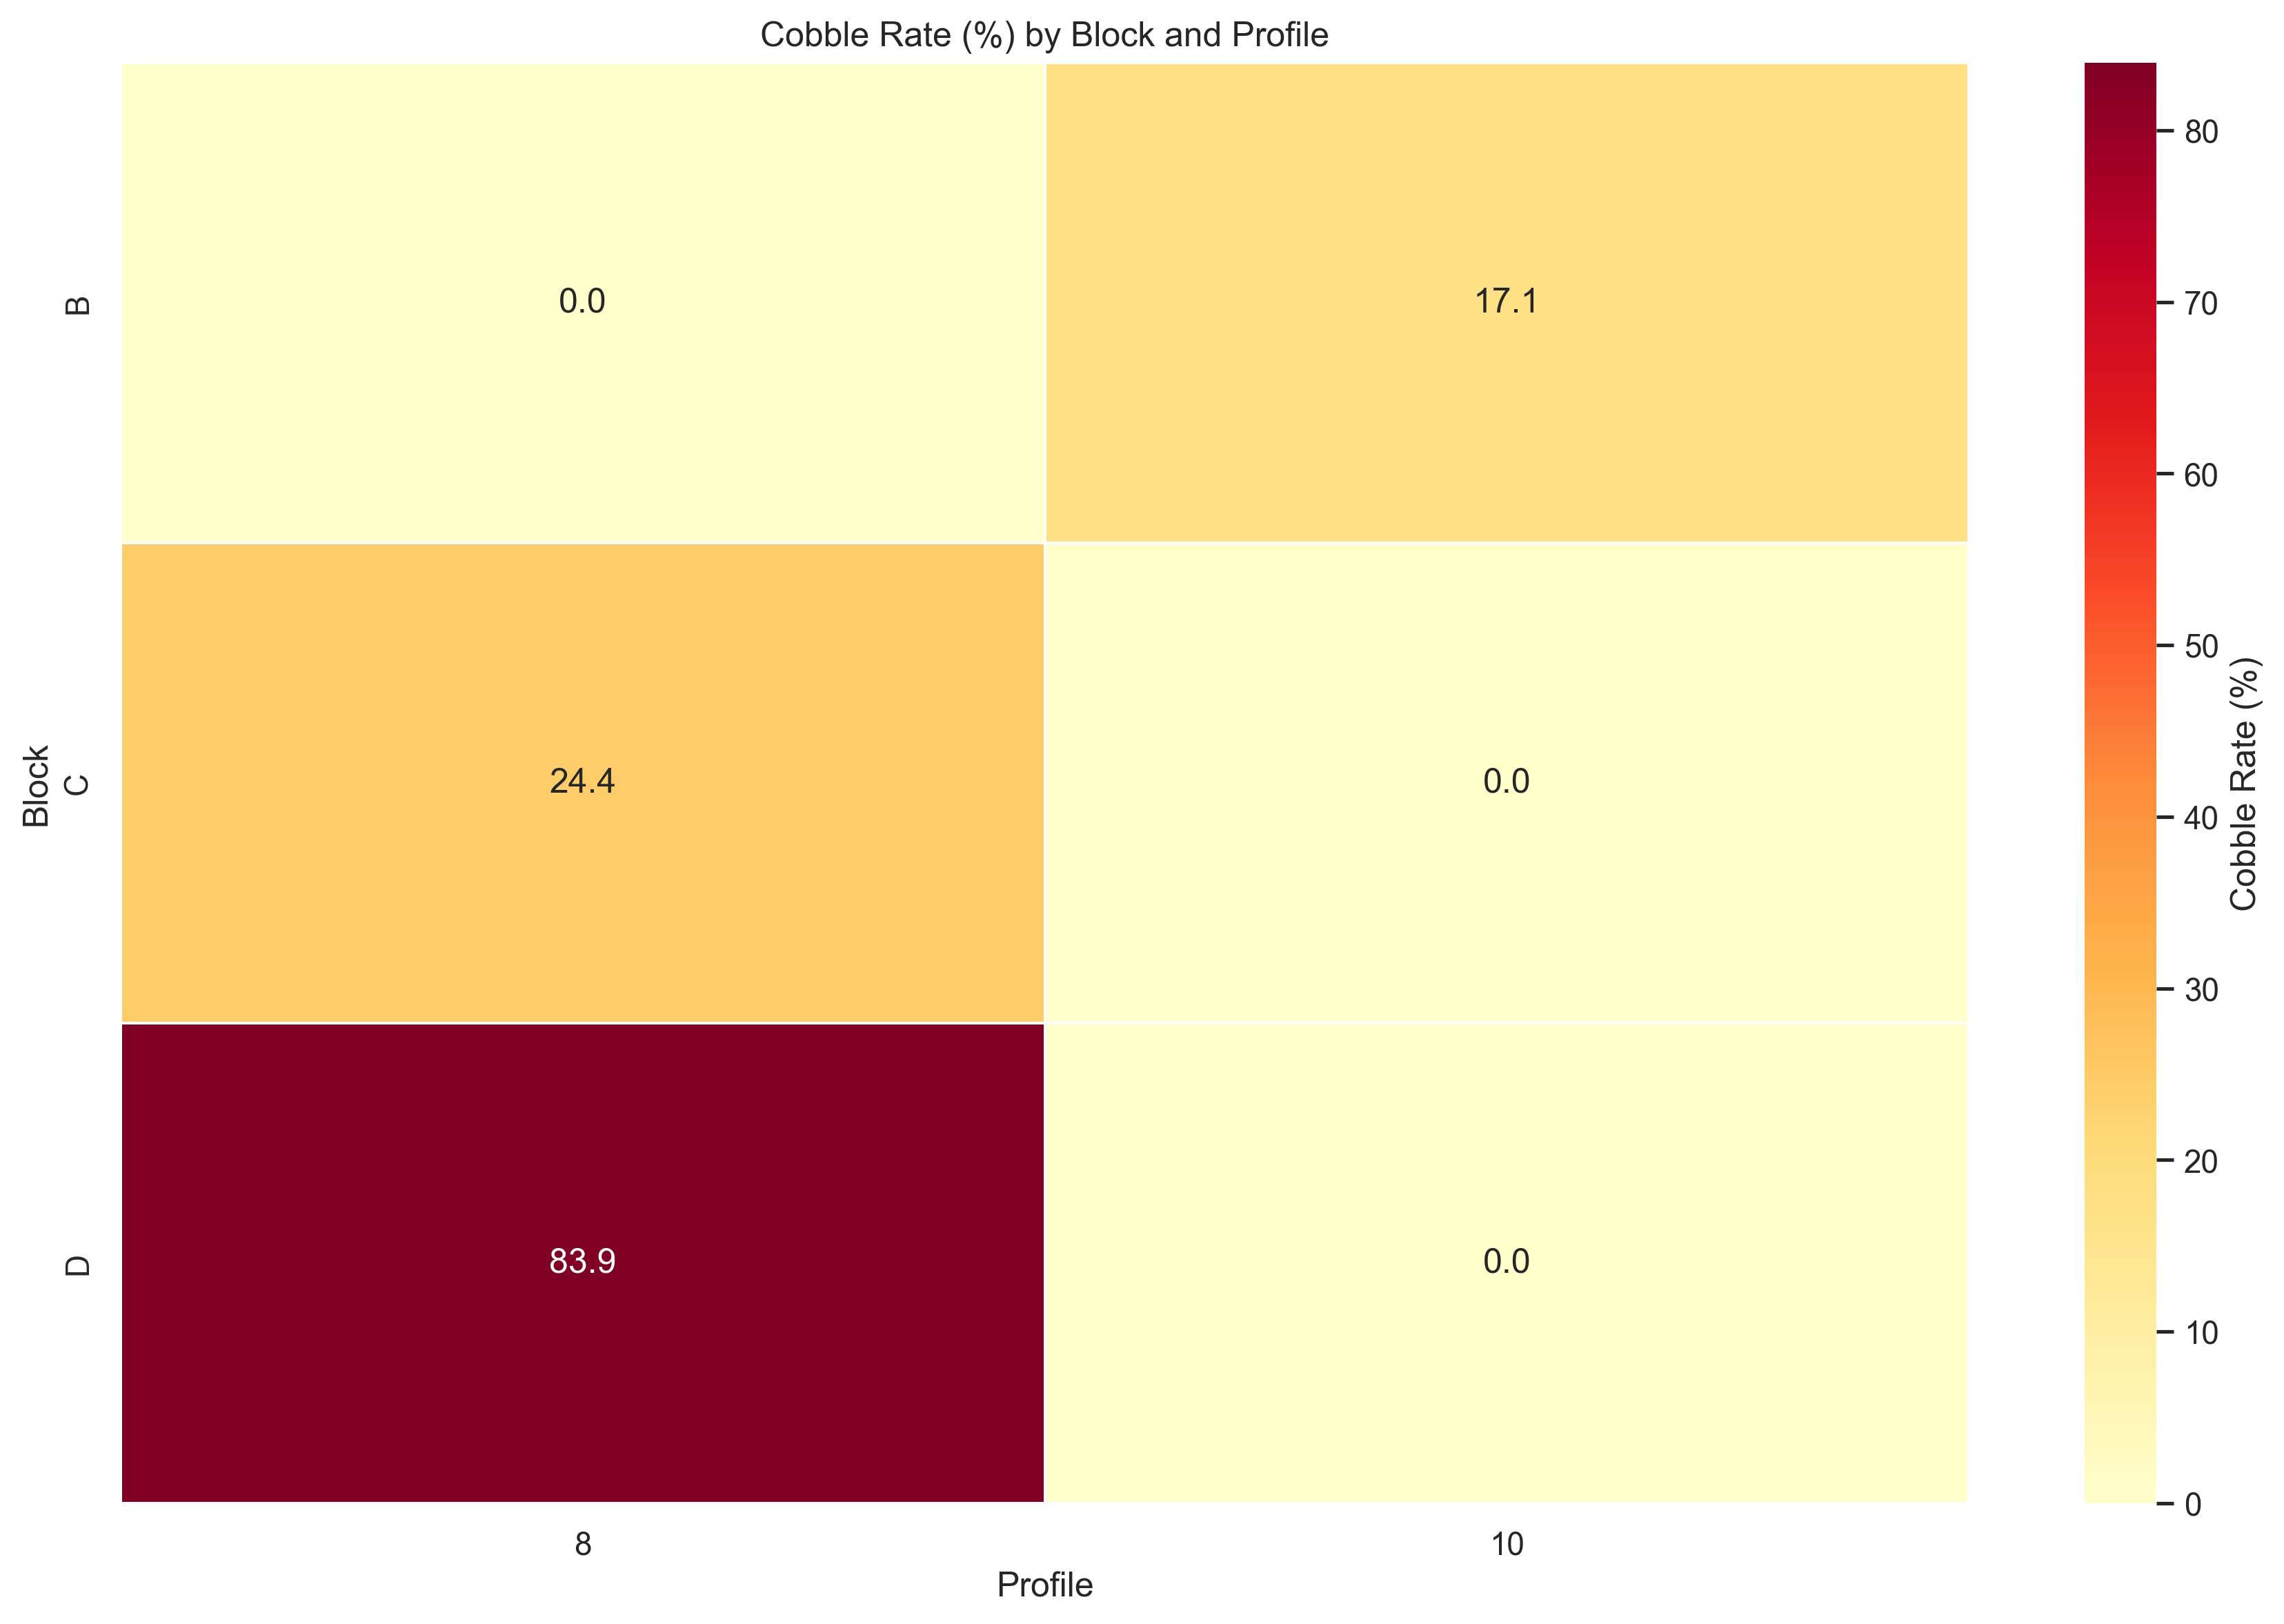 Cobble Rate (%) by Block and Profile
B
0.0
17.1
C
24.4
0.0
D
83.9
0.0
Block
8
10
Profile
80
70
60
50
40
30
20
10
0
Cobble Rate (%)